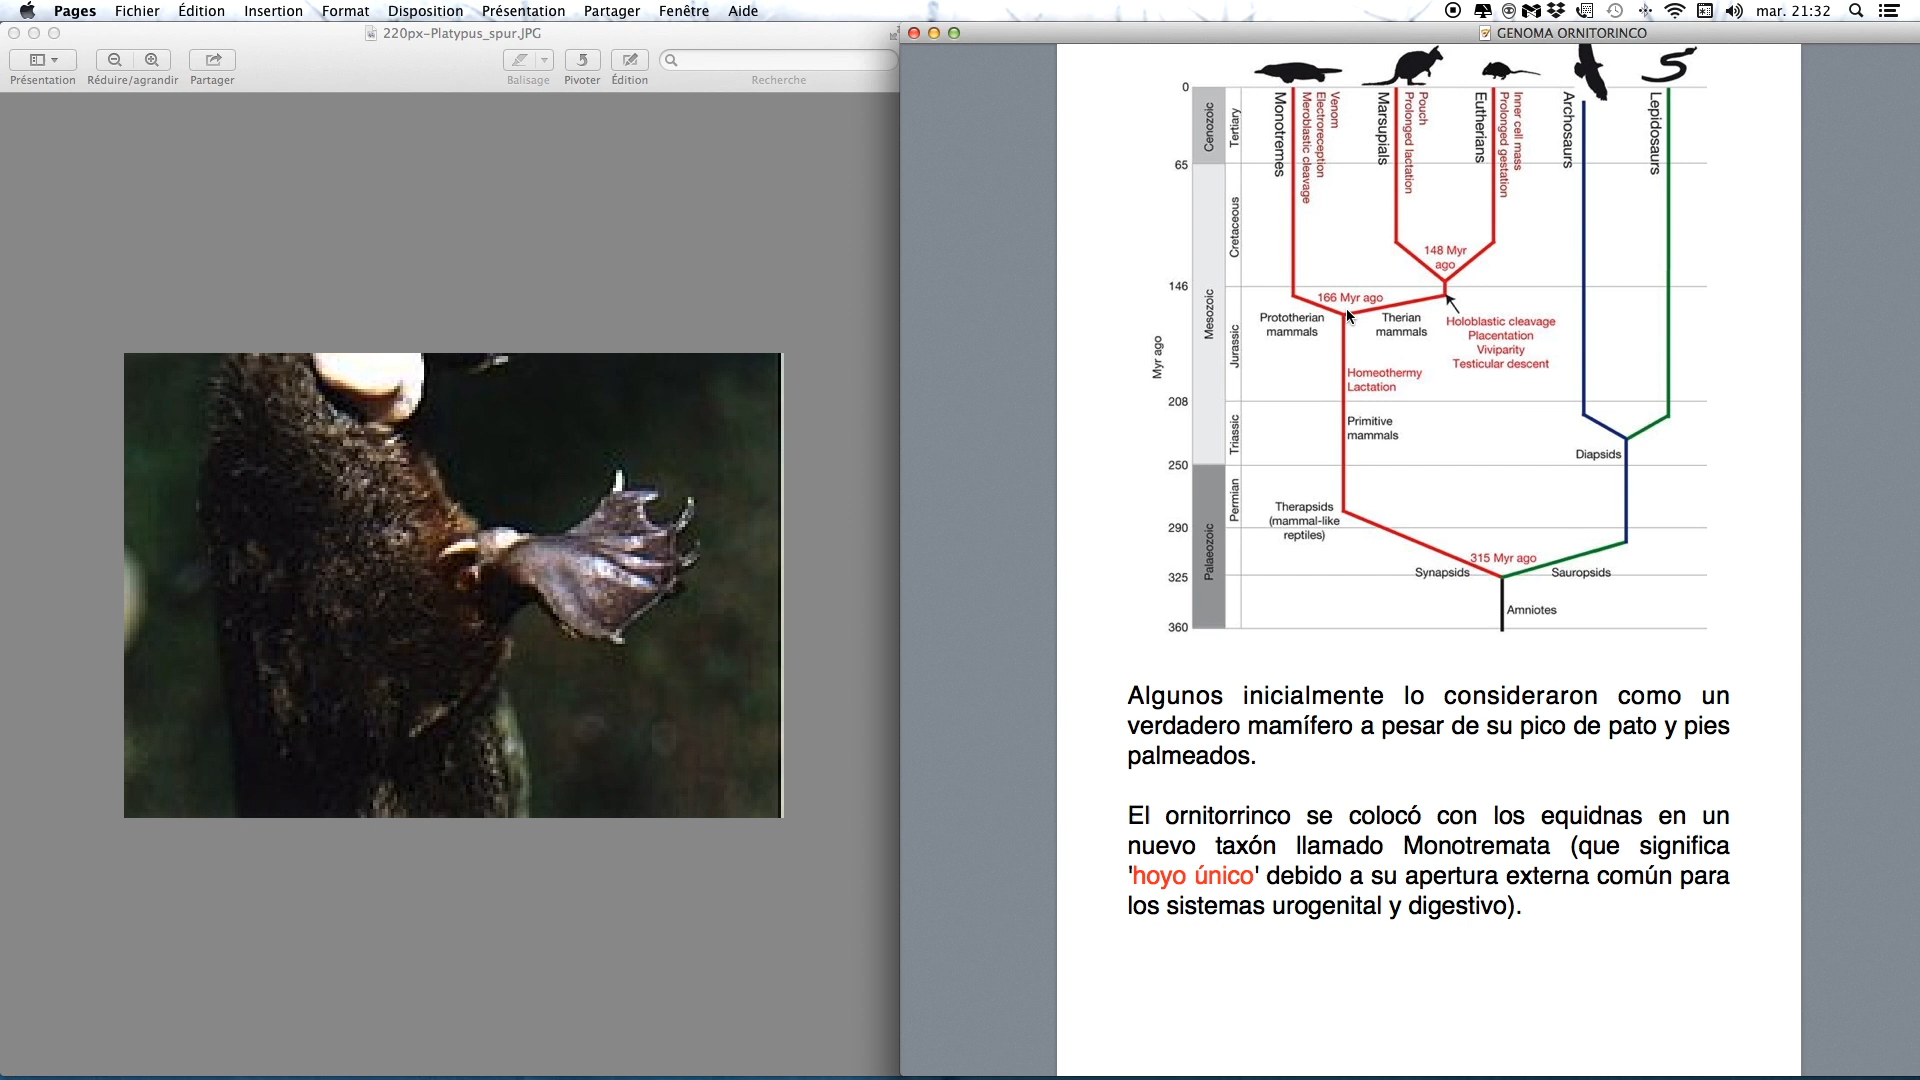 Pages Fichier Édition Insertion Format Disposition Présentation Partager Fenêtre Aide
mar. 21:32
220px-Platypus_spur.JPG
Présentation Réduire/agrandir Partager Balisage Pivoter Édition Recherche
Recherche
GENOMA ORNITORINCO
0
65
146
208
250
290
325
360
Myr ago
Cenozoic
Mesozoic
Palaeozoic
Tertiary
Cretaceous
Jurassic
Triassic
Permian
Monotremes
Meroblastic cleavage
Electroreception
Venom
Marsupials
Prolonged lactation
Pouch
Eutherians
Prolonged gestation
Inner cell mass
Archosaurs
Lepidosaurs
148 Myr
ago
166 Myr ago
Prototherian
mammals
Therian
mammals
Holoblastic cleavage
Placentation
Viviparity
Testicular descent
Homeothermy
Lactation
Primitive
mammals
Diapsids
Therapsids
(mammal-like
reptiles)
315 Myr ago
Synapsids
Sauropsids
Amniotes
Algunos inicialmente lo consideraron como un
verdadero mamífero a pesar de su pico de pato y pies
palmeados.
El ornitorrinco se colocó con los equidnas en un
nuevo taxón llamado Monotremata (que significa
'hoyo único' debido a su apertura externa común para
los sistemas urogenital y digestivo).